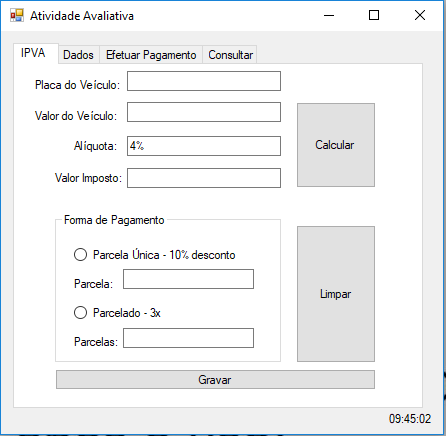 Atividade Avaliativa
IPVA Dados Efetuar Pagamento Consultar
Placa do Veículo:
Valor do Veículo:
Alíquota: 4%
Calcular
Valor Imposto:
Forma de Pagamento
Parcela Única - 10% desconto
Parcela:
Limpar
Parcelado - 3x
Parcelas:
Gravar
09:45:02